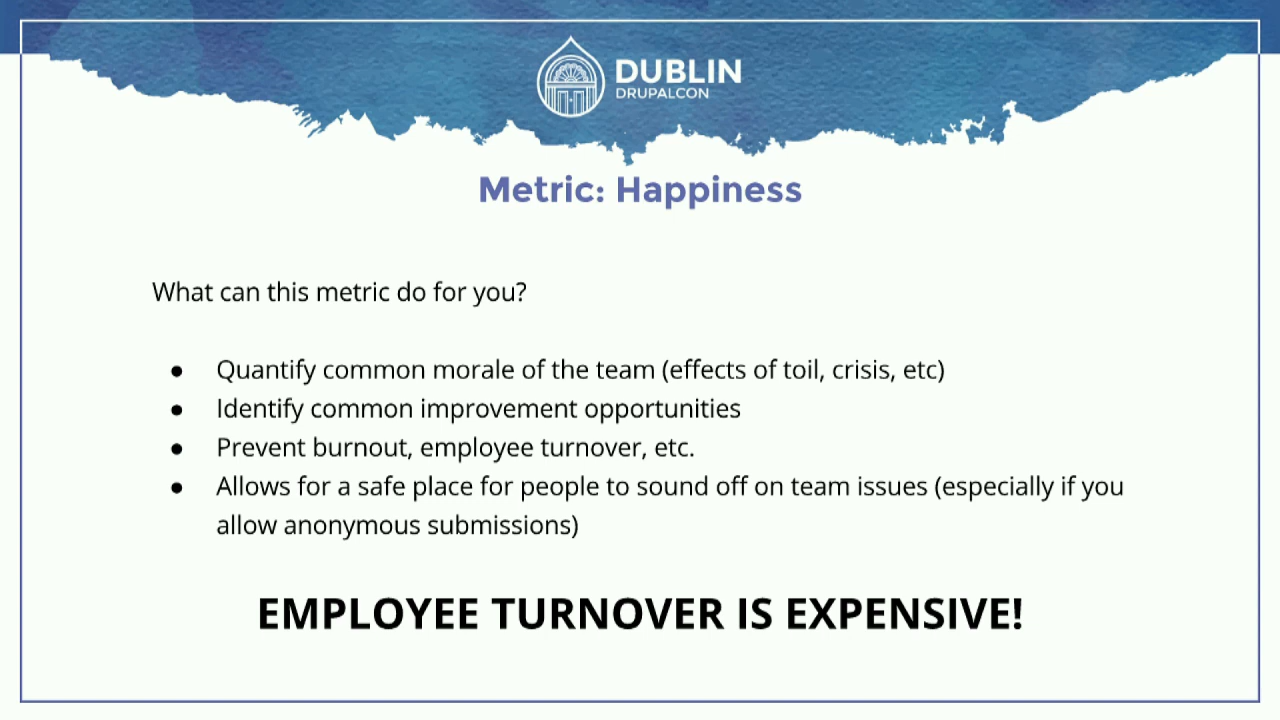 DUBLIN
DRUPALCON
Metric: Happiness
What can this metric do for you?
● Quantify common morale of the team (effects of toil, crisis, etc)
● Identify common improvement opportunities
● Prevent burnout, employee turnover, etc.
● Allows for a safe place for people to sound off on team issues (especially if you
allow anonymous submissions)
EMPLOYEE TURNOVER IS EXPENSIVE!